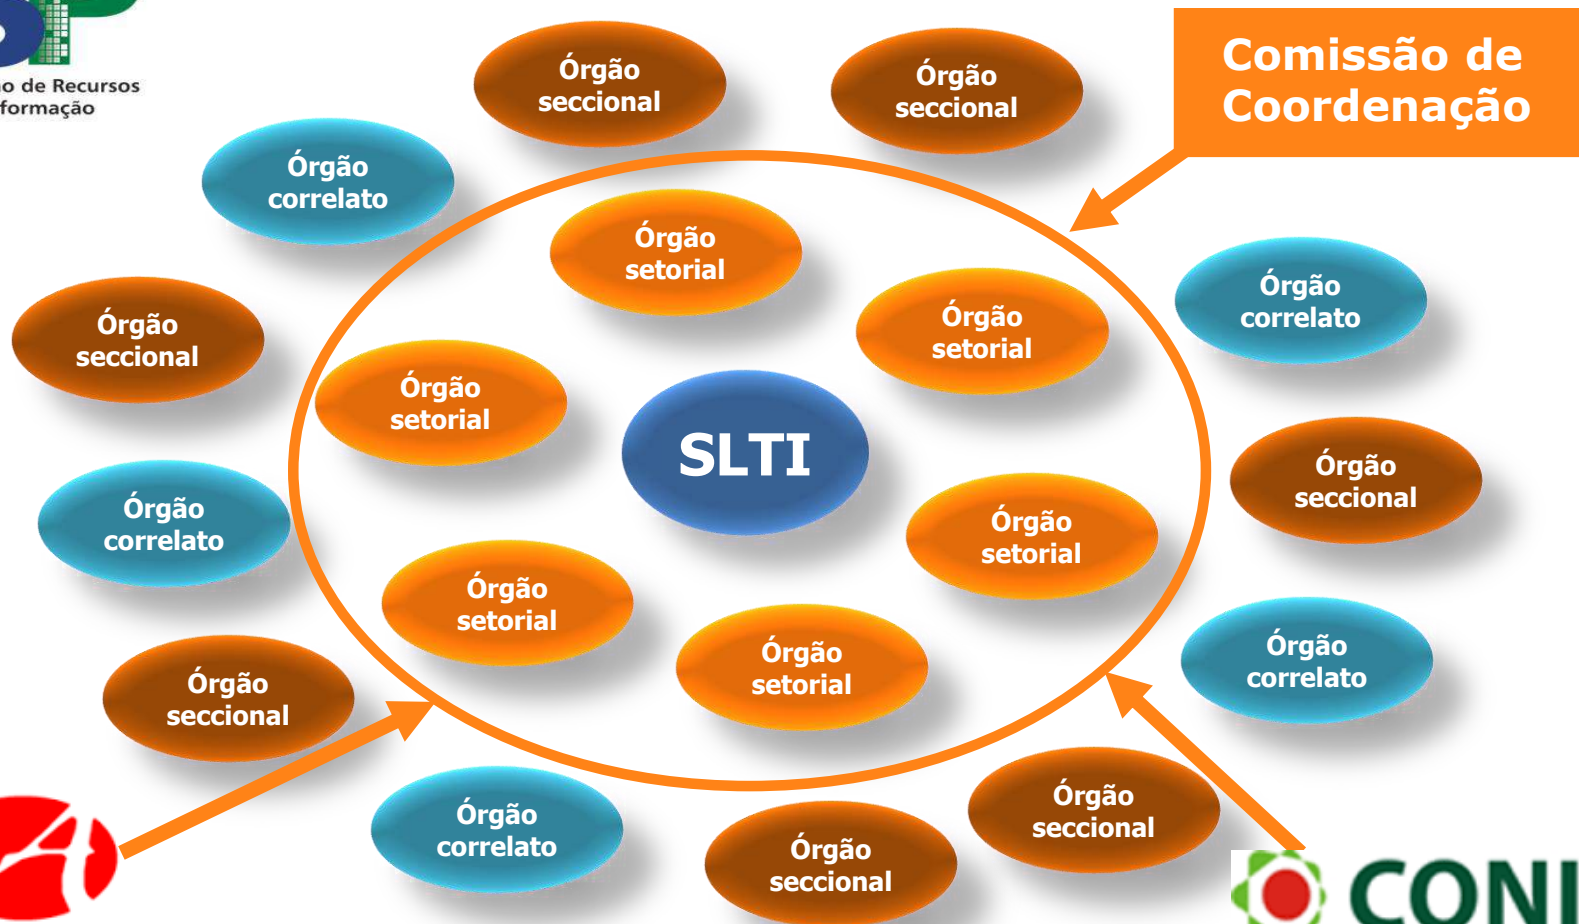 SP
o de Recursos
formação
Órgão
seccional
Órgão
seccional
Comissão de
Coordenação
Órgão
correlato
Órgão
setorial
Órgão
correlato
Órgão
seccional
Órgão
setorial
Órgão
setorial
SLTI
Órgão
seccional
Órgão
correlato
Órgão
setorial
Órgão
setorial
Órgão
setorial
Órgão
correlato
Órgão
seccional
Órgão
correlato
Órgão
seccional
Órgão
seccional
CONI